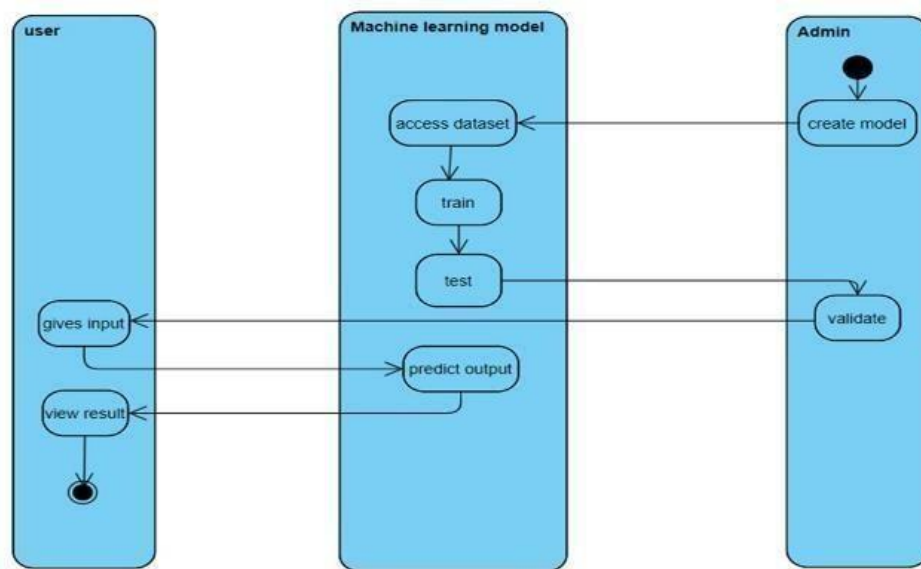 user
Machine learning model
Admin
access dataset
create model
train
test
gives input
validate
predict output
view result